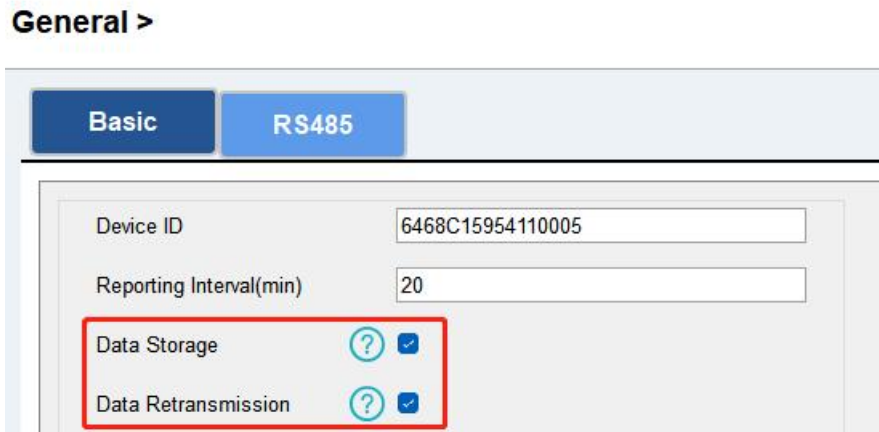 General >
Basic RS485
Device ID 6468C15954110005
Reporting Interval(min) 20
Data Storage ?
Data Retransmission ?